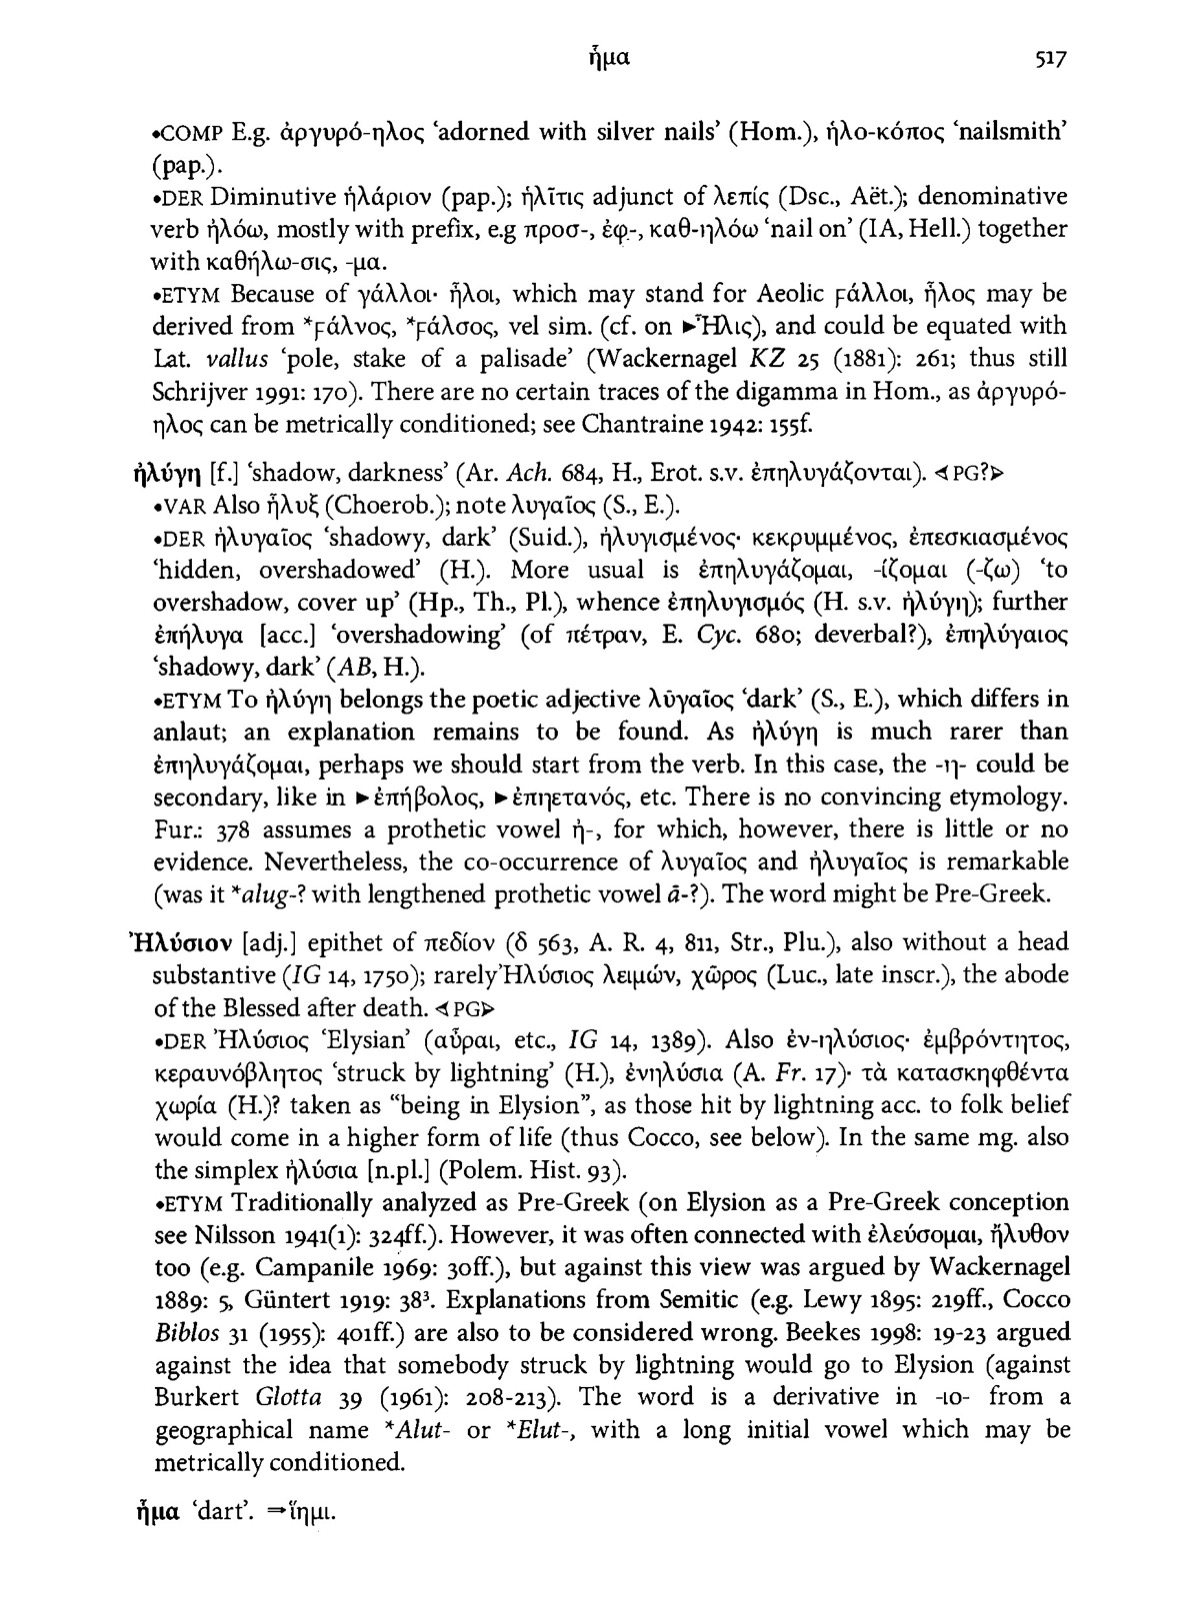 ἧμα 517
•COMP E.g. ἀργυρό-ηλος ‘adorned with silver nails’ (Hom.), ἡλο-κόπος ‘nailsmith’
(pap.).
•DER Diminutive ἡλάριον (pap.); ἡλῖτις adjunct of λεπίς (Dsc., Aët.); denominative
verb ἡλόω, mostly with prefix, e.g προσ-, ἐφ-, καθ-ηλόω ‘nail on’ (IA, Hell.) together
with καθήλω-σις, -μα.
•ETYM Because of γάλλοι· ἧλοι, which may stand for Aeolic ϝάλλοι, ἧλος may be
derived from *ϝάλνος, *ϝάλσος, vel sim. (cf. on ►Ἦλις), and could be equated with
Lat. vallus ‘pole, stake of a palisade’ (Wackernagel KZ 25 (1881): 261; thus still
Schrijver 1991: 170). There are no certain traces of the digamma in Hom., as ἀργυρό-
ηλος can be metrically conditioned; see Chantraine 1942: 155f.
ἠλύγη [f.] ‘shadow, darkness’ (Ar. Ach. 684, H., Erot. s.v. ἐπηλυγάζονται). ⊲PG?⊳
•VAR Also ἦλυξ (Choerob.); note λυγαῖος (S., E.).
•DER ἠλυγαῖος ‘shadowy, dark’ (Suid.), ἠλυγισμένος· κεκρυμμένος, ἐπεσκιασμένος
‘hidden, overshadowed’ (H.). More usual is ἐπηλυγάζομαι, -ίζομαι (-ζω) ‘to
overshadow, cover up’ (Hp., Th., Pl.), whence ἐπηλυγισμός (H. s.v. ἠλύγη); further
ἐπήλυγα [acc.] ‘overshadowing’ (of πέτραν, E. Cyc. 680; deverbal?), ἐπηλύγαιος
‘shadowy, dark’ (AB, H.).
•ETYM To ἠλύγη belongs the poetic adjective λῡγαῖος ‘dark’ (S., E.), which differs in
anlaut; an explanation remains to be found. As ἠλύγη is much rarer than
ἐπηλυγάζομαι, perhaps we should start from the verb. In this case, the -η- could be
secondary, like in ►ἐπήβολος, ►ἐπηετανός, etc. There is no convincing etymology.
Fur.: 378 assumes a prothetic vowel ἠ-, for which, however, there is little or no
evidence. Nevertheless, the co-occurrence of λυγαῖος and ἠλυγαῖος is remarkable
(was it *alug-? with lengthened prothetic vowel ā-?). The word might be Pre-Greek.
Ἠλύσιον [adj.] epithet of πεδίον (δ 563, A. R. 4, 811, Str., Plu.), also without a head
substantive (IG 14, 1750); rarely Ἠλύσιος λειμών, χῶρος (Luc., late inscr.), the abode
of the Blessed after death. ⊲PG⊳
•DER Ἠλύσιος ‘Elysian’ (αὖραι, etc., IG 14, 1389). Also ἐν-ηλύσιος· ἐμβρόντητος,
κεραυνόβλητος ‘struck by lightning’ (H.), ἐνηλύσια (A. Fr. 17)· τὰ κατασκηφθέντα
χωρία (H.)? taken as “being in Elysion”, as those hit by lightning acc. to folk belief
would come in a higher form of life (thus Cocco, see below). In the same mg. also
the simplex ἠλύσια [n.pl.] (Polem. Hist. 93).
•ETYM Traditionally analyzed as Pre-Greek (on Elysion as a Pre-Greek conception
see Nilsson 1941(1): 324ff.). However, it was often connected with ἐλεύσομαι, ἤλυθον
too (e.g. Campanile 1969: 30ff.), but against this view was argued by Wackernagel
1889: 5, Güntert 1919: 38³. Explanations from Semitic (e.g. Lewy 1895: 219ff., Cocco
Biblos 31 (1955): 401ff.) are also to be considered wrong. Beekes 1998: 19-23 argued
against the idea that somebody struck by lightning would go to Elysion (against
Burkert Glotta 39 (1961): 208-213). The word is a derivative in -ιο- from a
geographical name *Alut- or *Elut-, with a long initial vowel which may be
metrically conditioned.
ἧμα ‘dart’. ⇒ἵημι.